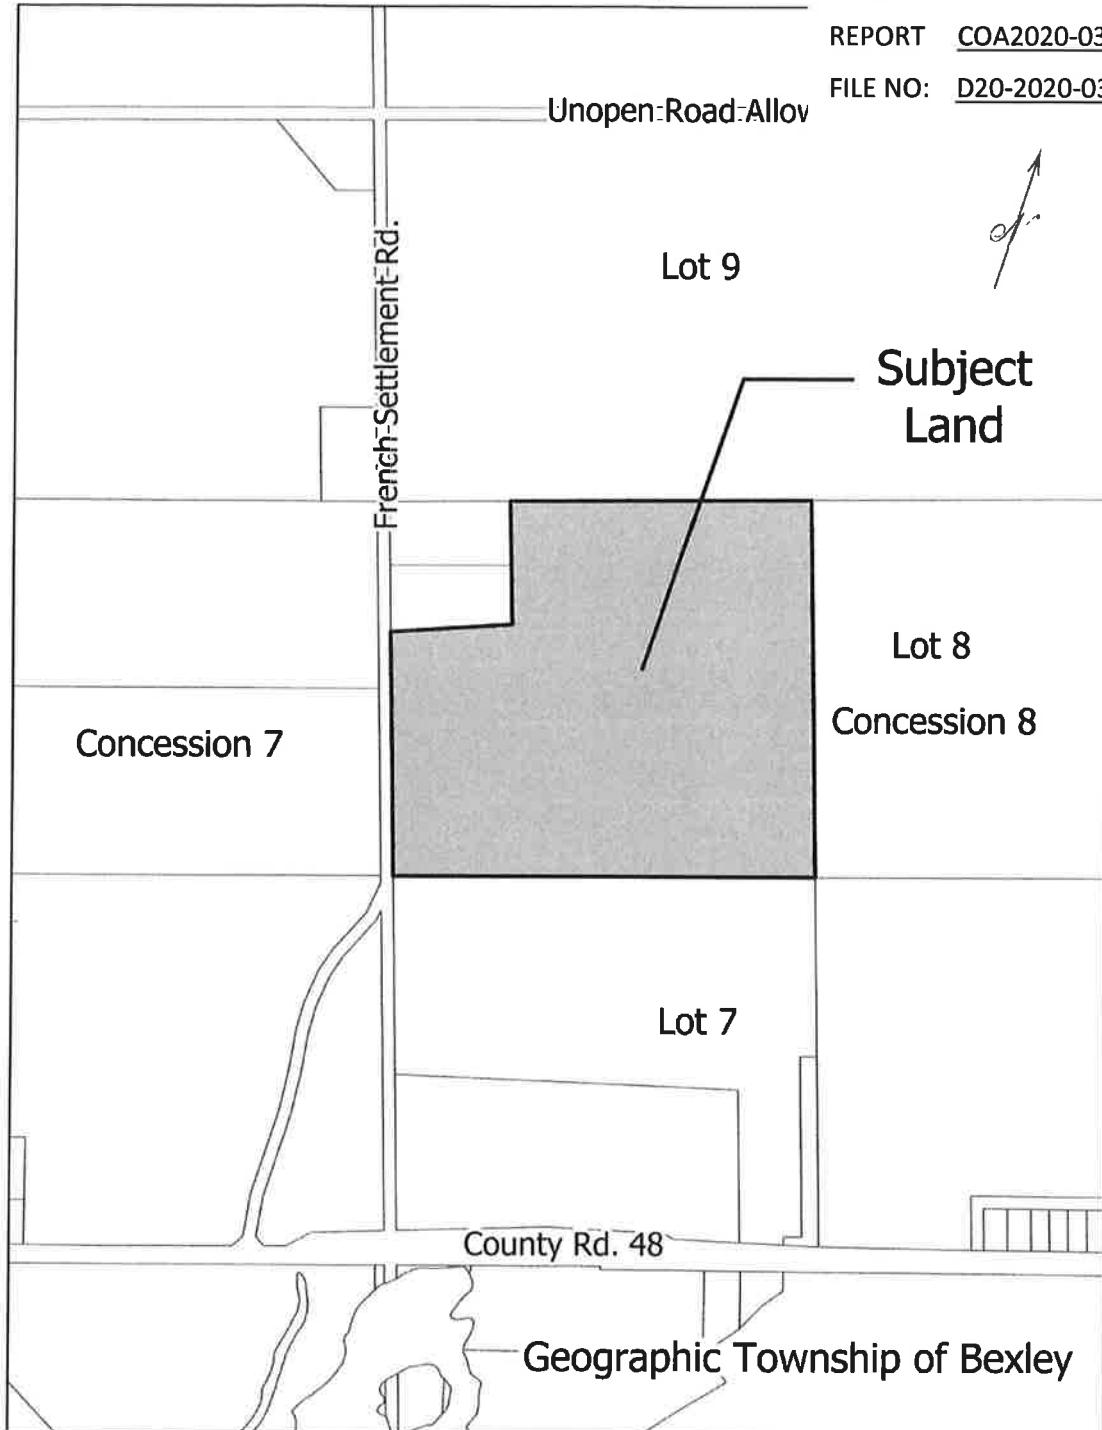 REPORT COA2020-03
FILE NO: D20-2020-03
Unopen Road Allow
French Settlement Rd.
Lot 9
Subject
Land
Lot 8
Concession 7
Concession 8
Lot 7
County Rd. 48
Geographic Township of Bexley